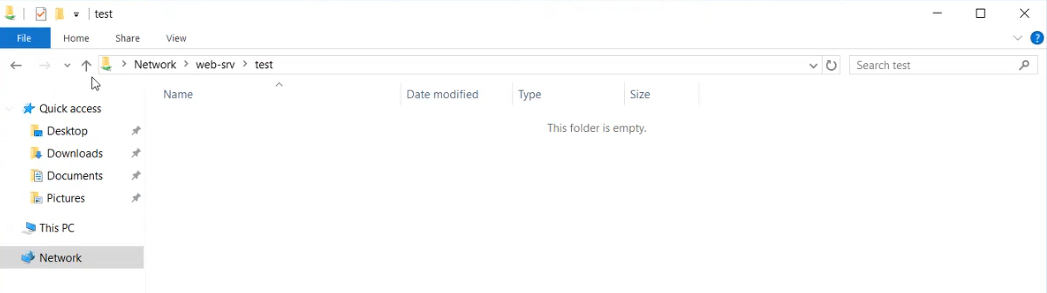 test
File Home Share View
Network web-srv test Search test
Name Date modified Type Size
This folder is empty.
Quick access
Desktop
Downloads
Documents
Pictures
This PC
Network